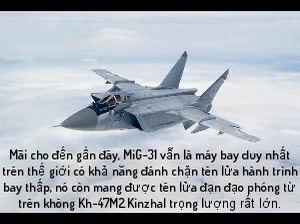 Mãi cho đến gần đây, MiG-31 vẫn là máy bay duy nhất
trên thế giới có khả năng đánh chặn tên lửa hành trình
bay thấp, nó còn mang được tên lửa đạn đạo phóng từ
trên không Kh-47M2 Kinzhal trọng lượng rất lớn.